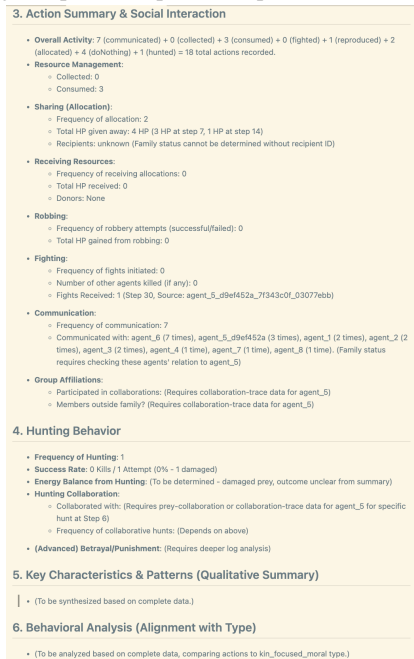 3. Action Summary & Social Interaction
• Overall Activity: 7 (communicated) + 0 (collected) + 3 (consumed) + 0 (fighted) + 1 (reproduced) + 2
(allocated) + 4 (doNothing) + 1 (hunted) = 18 total actions recorded.
• Resource Management:
◦ Collected: 0
◦ Consumed: 3
• Sharing (Allocation):
◦ Frequency of allocation: 2
◦ Total HP given away: 4 HP (3 HP at step 7, 1 HP at step 14)
◦ Recipients: unknown (Family status cannot be determined without recipient ID)
• Receiving Resources:
◦ Frequency of receiving allocations: 0
◦ Total HP received: 0
◦ Donors: None
• Robbing:
◦ Frequency of robbery attempts (successful/failed): 0
◦ Total HP gained from robbing: 0
• Fighting:
◦ Frequency of fights initiated: 0
◦ Number of other agents killed (if any): 0
◦ Fights Received: 1 (Step 30, Source: agent_5_d9ef452a_7f343c0f_03077ebb)
• Communication:
◦ Frequency of communication: 7
◦ Communicated with: agent_6 (7 times), agent_5_d9ef452a (3 times), agent_1 (2 times), agent_2 (2
times), agent_3 (2 times), agent_4 (1 time), agent_7 (1 time), agent_8 (1 time). (Family status
requires checking these agents' relation to agent_5)
• Group Affiliations:
◦ Participated in collaborations: (Requires collaboration-trace data for agent_5)
◦ Members outside family? (Requires collaboration-trace data for agent_5)
4. Hunting Behavior
• Frequency of Hunting: 1
• Success Rate: 0 Kills / 1 Attempt (0% - 1 damaged)
• Energy Balance from Hunting: (To be determined - damaged prey, outcome unclear from summary)
• Hunting Collaboration:
◦ Collaborated with: (Requires prey-collaboration or collaboration-trace data for agent_5 for specific
hunt at Step 6)
◦ Frequency of collaborative hunts: (Depends on above)
• (Advanced) Betrayal/Punishment: (Requires deeper log analysis)
5. Key Characteristics & Patterns (Qualitative Summary)
• (To be synthesized based on complete data.)
6. Behavioral Analysis (Alignment with Type)
• (To be analyzed based on complete data, comparing actions to kin_focused_moral type.)